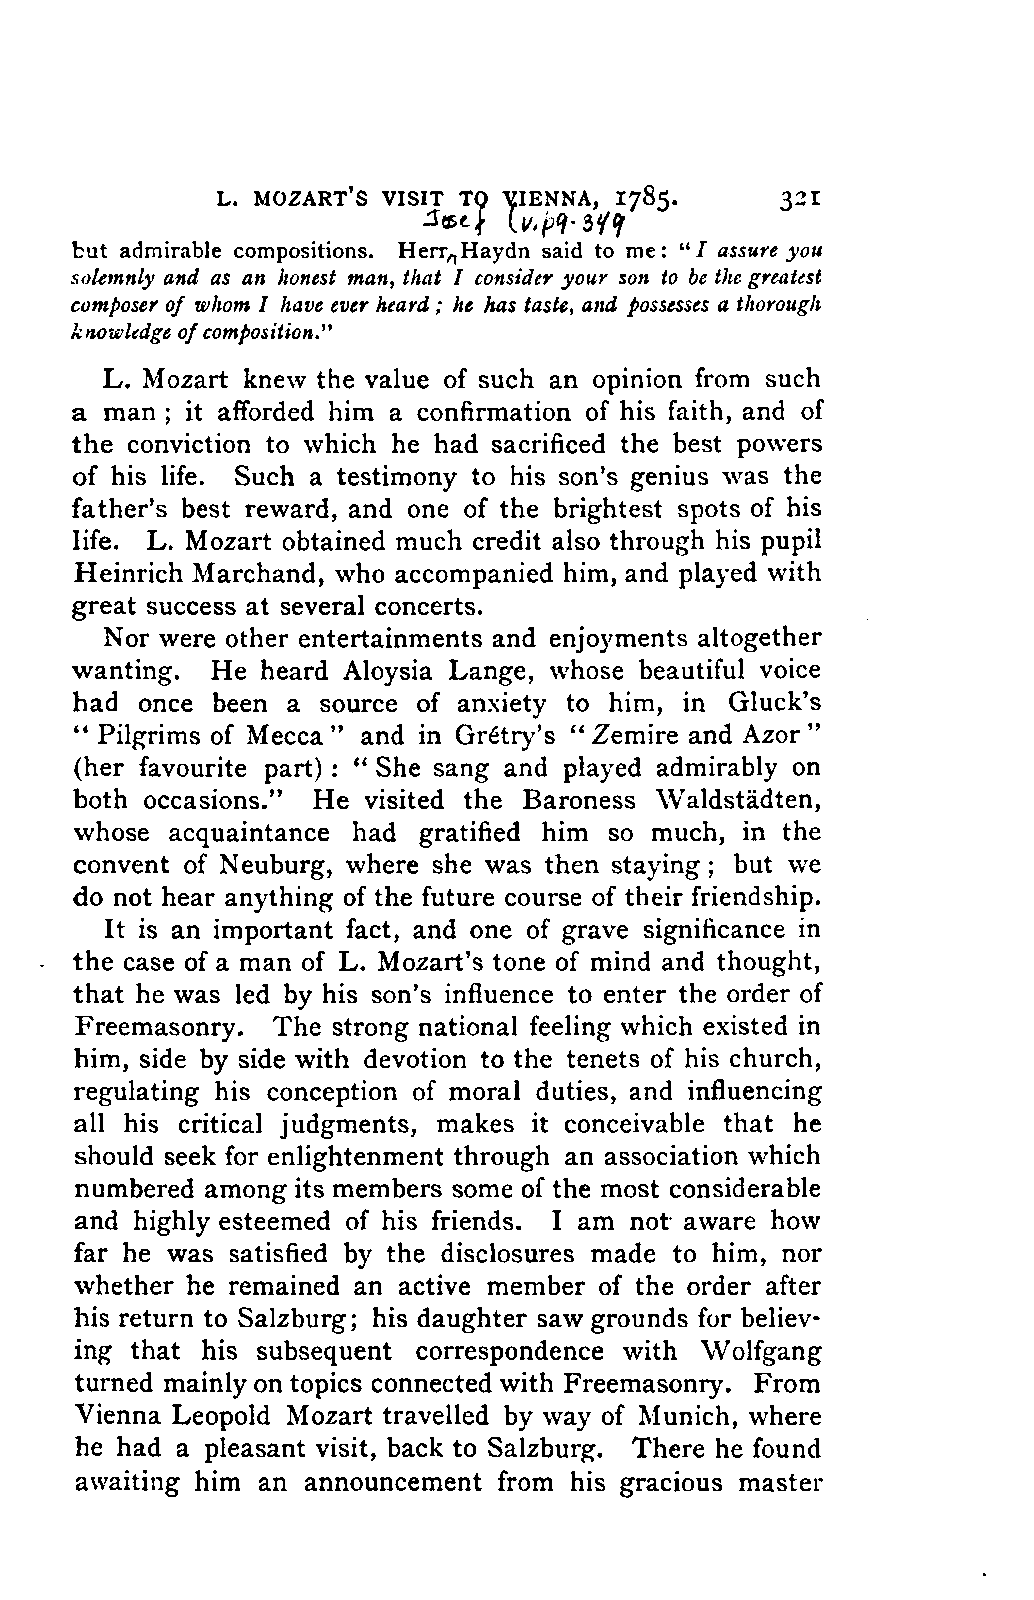 L. MOZART'S VISIT TO VIENNA, 1785. 321
Josef (v. pg. 349
but admirable compositions. Herr Haydn said to me: "I assure you
solemnly and as an honest man, that I consider your son to be the greatest
composer of whom I have ever heard; he has taste, and possesses a thorough
knowledge of composition."
L. Mozart knew the value of such an opinion from such
a man; it afforded him a confirmation of his faith, and of
the conviction to which he had sacrificed the best powers
of his life. Such a testimony to his son's genius was the
father's best reward, and one of the brightest spots of his
life. L. Mozart obtained much credit also through his pupil
Heinrich Marchand, who accompanied him, and played with
great success at several concerts.
Nor were other entertainments and enjoyments altogether
wanting. He heard Aloysia Lange, whose beautiful voice
had once been a source of anxiety to him, in Gluck's
"Pilgrims of Mecca" and in Grétry's "Zemire and Azor"
(her favourite part): "She sang and played admirably on
both occasions." He visited the Baroness Waldstädten,
whose acquaintance had gratified him so much, in the
convent of Neuburg, where she was then staying; but we
do not hear anything of the future course of their friendship.
It is an important fact, and one of grave significance in
the case of a man of L. Mozart's tone of mind and thought,
that he was led by his son's influence to enter the order of
Freemasonry. The strong national feeling which existed in
him, side by side with devotion to the tenets of his church,
regulating his conception of moral duties, and influencing
all his critical judgments, makes it conceivable that he
should seek for enlightenment through an association which
numbered among its members some of the most considerable
and highly esteemed of his friends. I am not aware how
far he was satisfied by the disclosures made to him, nor
whether he remained an active member of the order after
his return to Salzburg; his daughter saw grounds for believ-
ing that his subsequent correspondence with Wolfgang
turned mainly on topics connected with Freemasonry. From
Vienna Leopold Mozart travelled by way of Munich, where
he had a pleasant visit, back to Salzburg. There he found
awaiting him an announcement from his gracious master